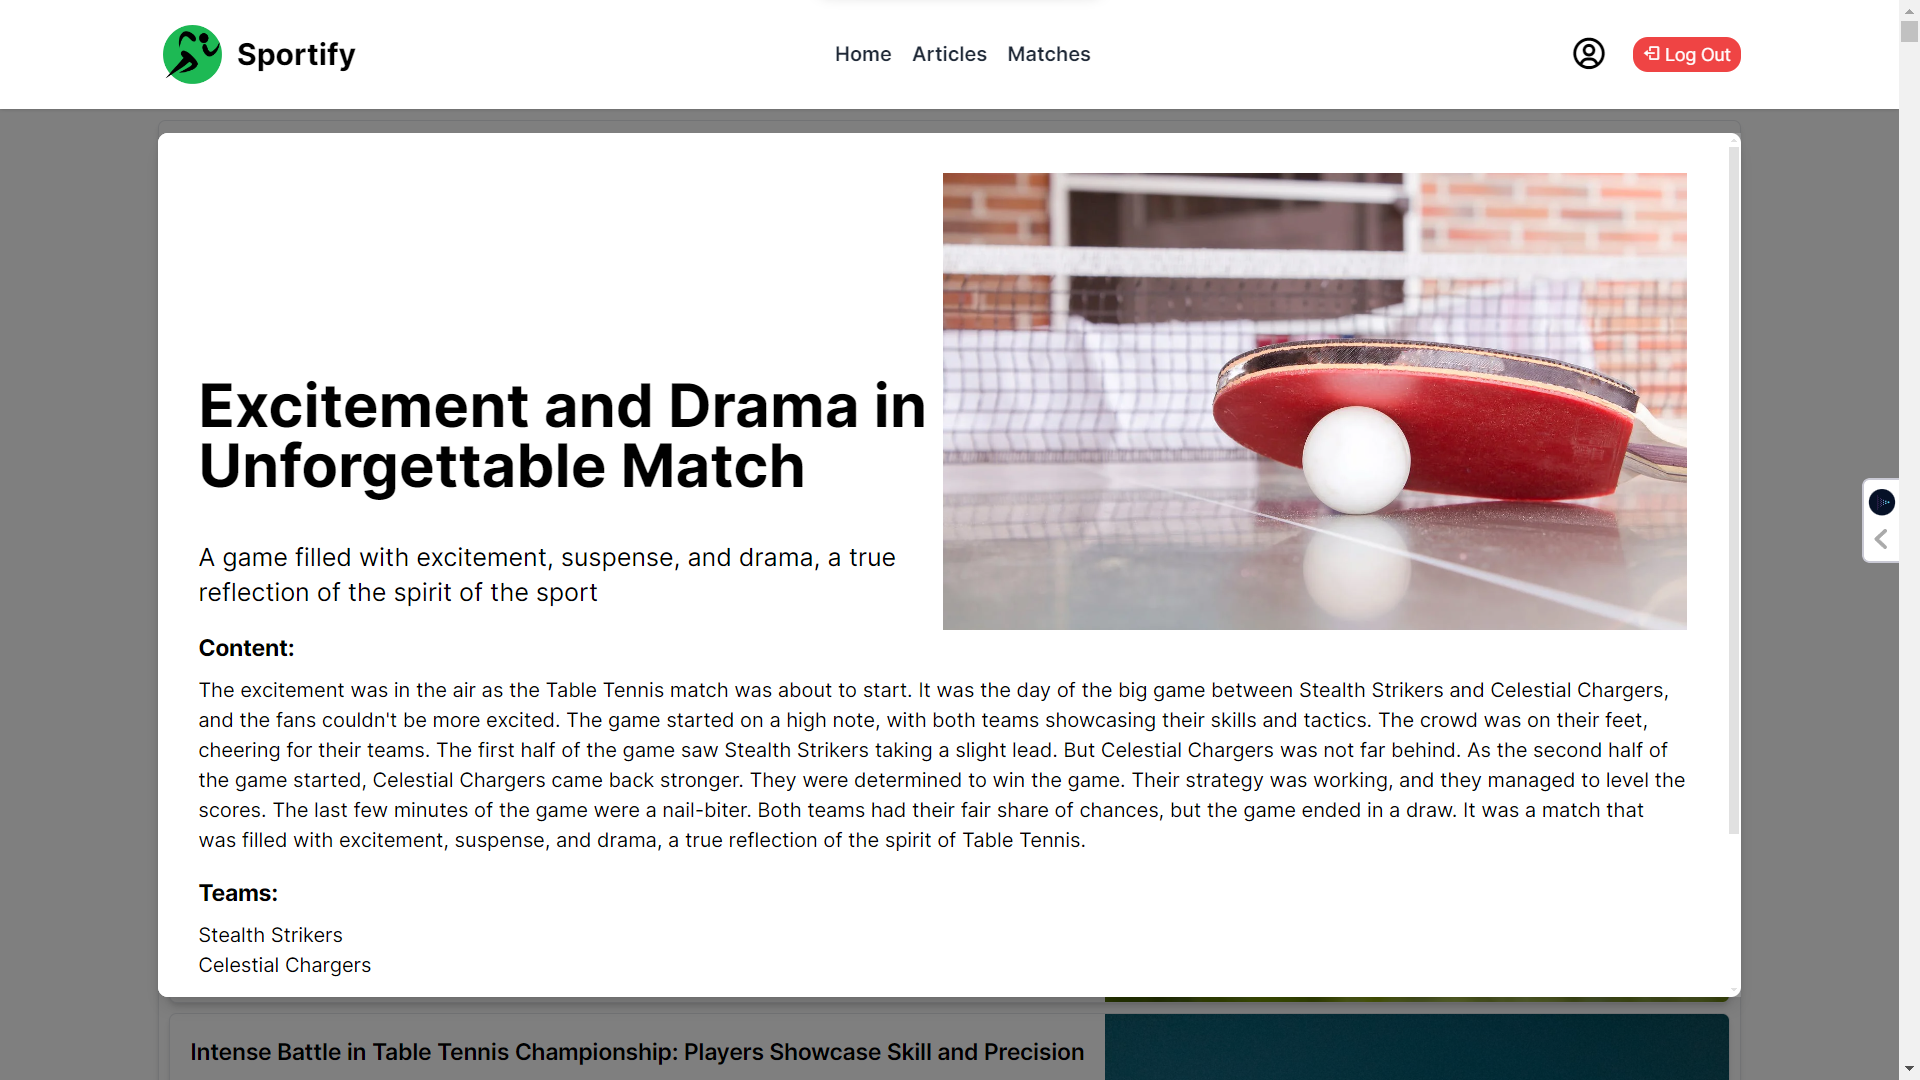 Sportify
Home Articles Matches
Log Out
Excitement and Drama in
Unforgettable Match
A game filled with excitement, suspense, and drama, a true
reflection of the spirit of the sport
Content:
The excitement was in the air as the Table Tennis match was about to start. It was the day of the big game between Stealth Strikers and Celestial Chargers,
and the fans couldn't be more excited. The game started on a high note, with both teams showcasing their skills and tactics. The crowd was on their feet,
cheering for their teams. The first half of the game saw Stealth Strikers taking a slight lead. But Celestial Chargers was not far behind. As the second half of
the game started, Celestial Chargers came back stronger. They were determined to win the game. Their strategy was working, and they managed to level the
scores. The last few minutes of the game were a nail-biter. Both teams had their fair share of chances, but the game ended in a draw. It was a match that
was filled with excitement, suspense, and drama, a true reflection of the spirit of Table Tennis.
Teams:
Stealth Strikers
Celestial Chargers
Intense Battle in Table Tennis Championship: Players Showcase Skill and Precision